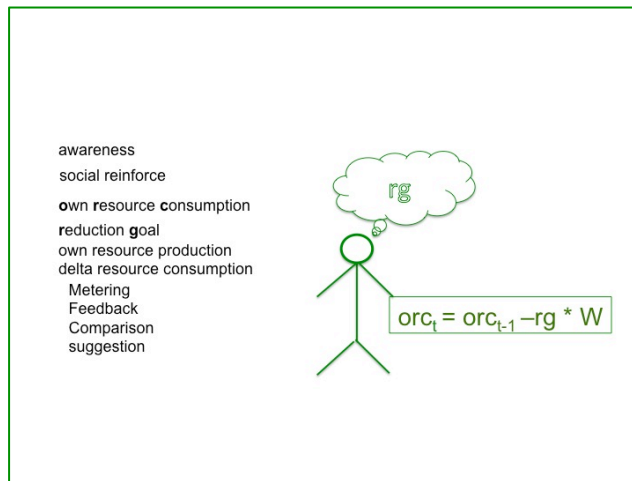 awareness
social reinforce
own resource consumption
reduction goal
own resource production
delta resource consumption
Metering
Feedback
Comparison
suggestion
rg
orcₜ = orcₜ₋₁ –rg * W